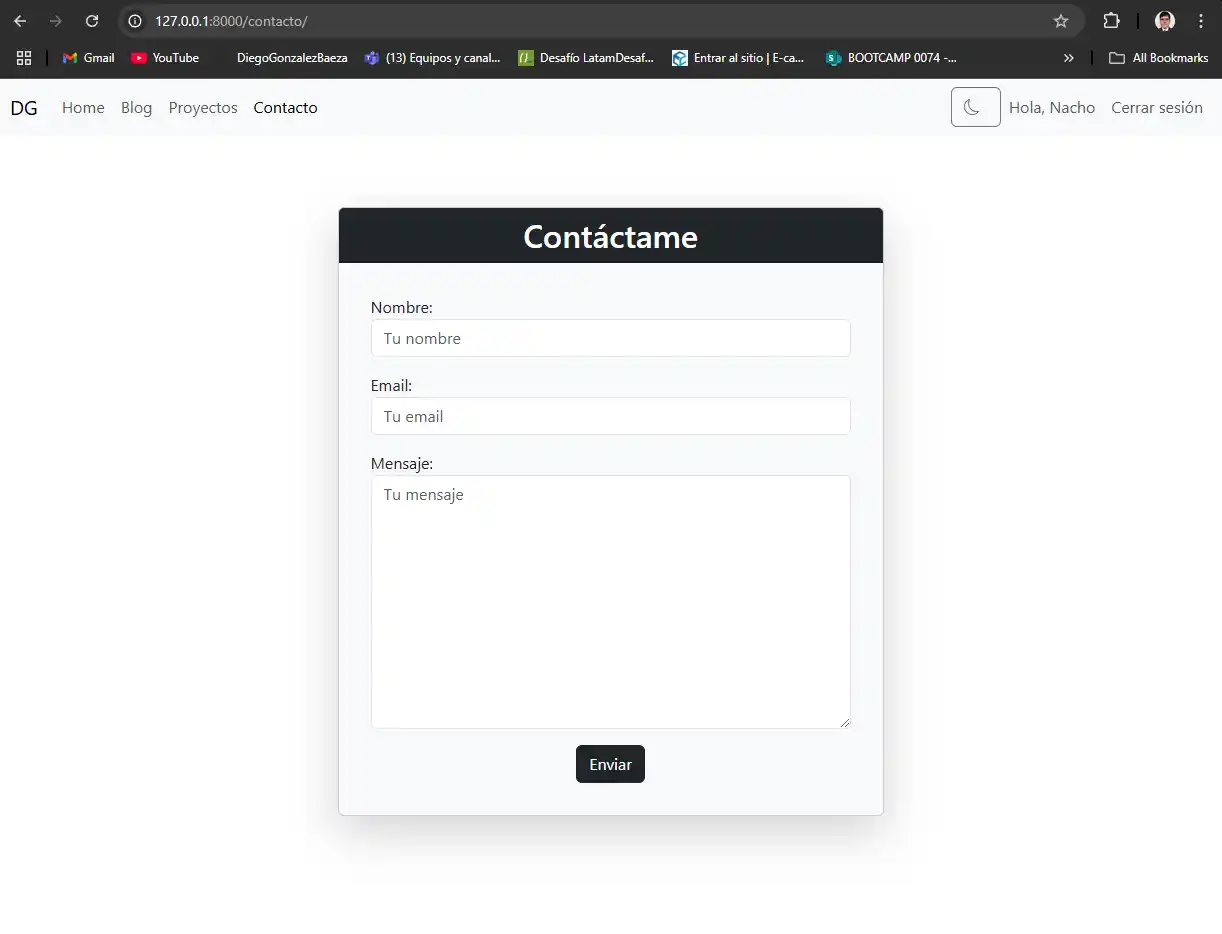 127.0.0.1:8000/contacto/
Gmail YouTube DiegoGonzalezBaeza (13) Equipos y canal... Desafío LatamDesaf... Entrar al sitio | E-ca... BOOTCAMP 0074 -... » All Bookmarks
DG Home Blog Proyectos Contacto Hola, Nacho Cerrar sesión
Contáctame
Nombre:
Tu nombre
Email:
Tu email
Mensaje:
Tu mensaje
Enviar